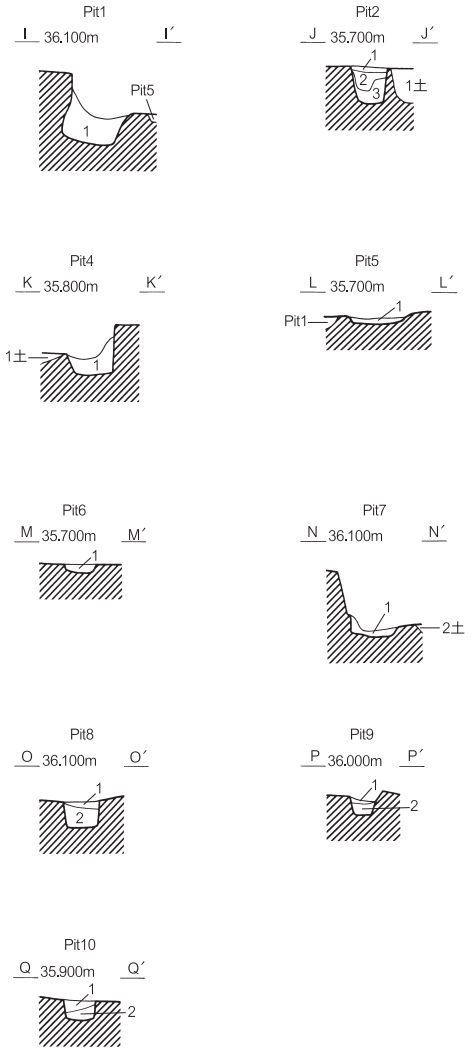 Pit1
I 36.100m I′
Pit5
1
Pit2
J 35.700m J′
1
2
3
1土
Pit4
K 35.800m K′
1土
1
Pit5
L 35.700m L′
1
Pit1
Pit6
M 35.700m M′
1
Pit7
N 36.100m N′
1
2土
Pit8
O 36.100m O′
1
2
Pit9
P 36.000m P′
1
2
Pit10
Q 35.900m Q′
1
2